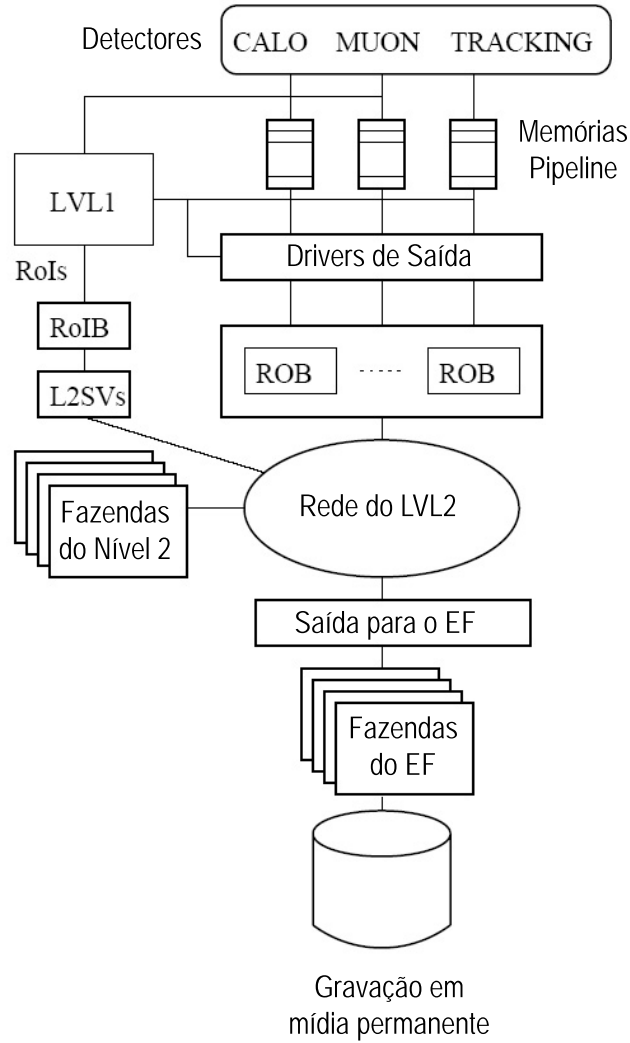 Detectores
CALO MUON TRACKING
Memórias
Pipeline
LVL1
Drivers de Saída
RoIs
RoIB
ROB ROB
L2SVs
Rede do LVL2
Fazendas
do Nível 2
Saída para o EF
Fazendas
do EF
Gravação em
mídia permanente